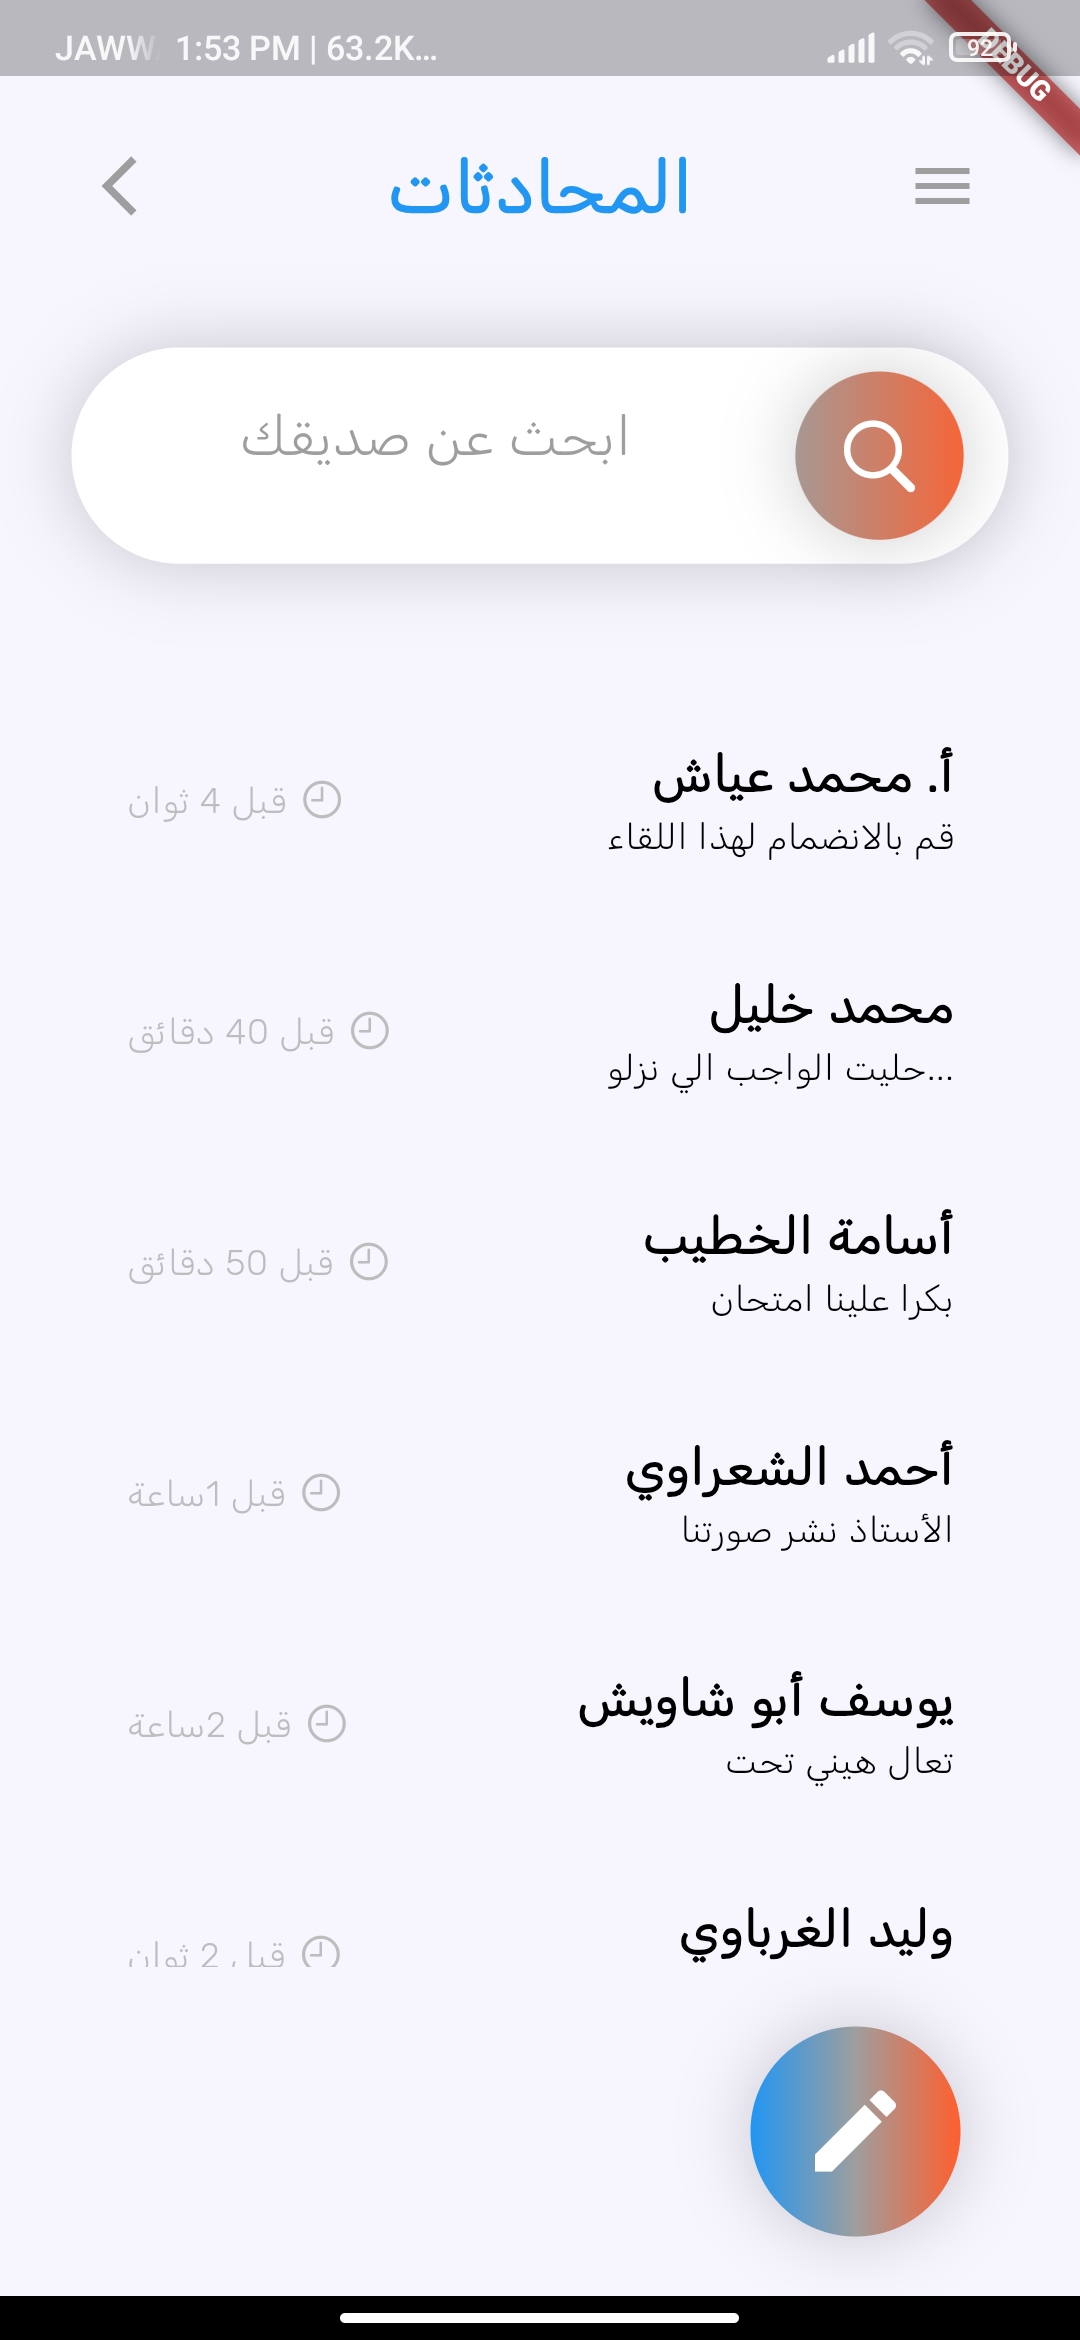 JAWW 1:53 PM | 63.2K...
92
DEBUG
المحادثات
ابحث عن صديقك
أ. محمد عياش
قم بالانضمام لهذا اللقاء
قبل 4 ثوان
محمد خليل
حليت الواجب الي نزلو...
قبل 40 دقائق
أسامة الخطيب
بكرا علينا امتحان
قبل 50 دقائق
أحمد الشعراوي
الأستاذ نشر صورتنا
قبل 1ساعة
يوسف أبو شاويش
تعال هيني تحت
قبل 2ساعة
وليد الغرباوي
قبل 2 ثوان